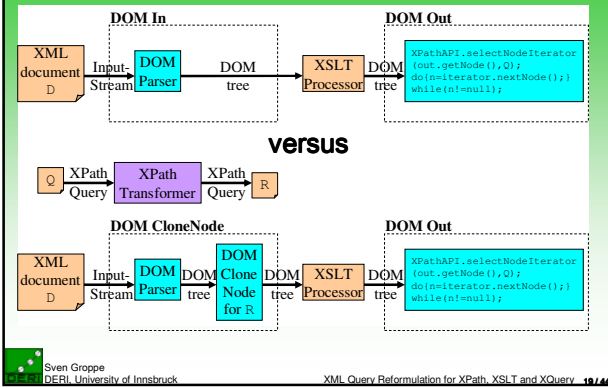 DOM In
DOM Out
XML
document
D
Input-
Stream
DOM
Parser
DOM
tree
XSLT
Processor
DOM
tree
XPathAPI.selectNodeIterator
(out.getNode(),Q);
do{n=iterator.nextNode();}
while(n!=null);
versus
Q
XPath
Query
XPath
Transformer
XPath
Query
R
DOM CloneNode
DOM Out
XML
document
D
Input-
Stream
DOM
Parser
DOM
tree
DOM
Clone
Node
for R
DOM
tree
XSLT
Processor
DOM
tree
XPathAPI.selectNodeIterator
(out.getNode(),Q);
do{n=iterator.nextNode();}
while(n!=null);
DERI
Sven Groppe
DERI, University of Innsbruck
XML Query Reformulation for XPath, XSLT and XQuery 19/44